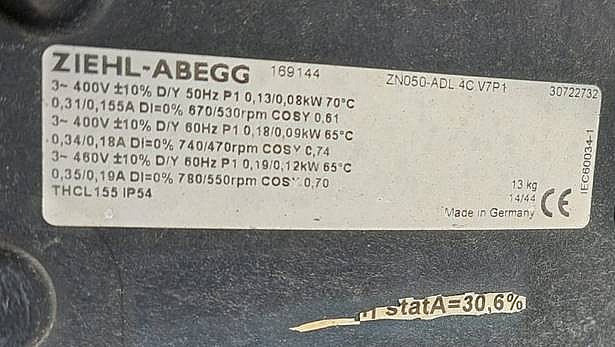 ZIEHL-ABEGG 169144 ZN050-ADL 4C V7P1 30722732
3~ 400V ±10% D/Y 50Hz P1 0,13/0,08kW 70°C
0,31/0,155A DI=0% 670/530rpm COSY 0.61
3~ 400V ±10% D/Y 60Hz P1 0,18/0,09kW 65°C
0,34/0,18A DI=0% 740/470rpm COSY 0,74
3~ 460V ±10% D/Y 60Hz P1 0,19/0,12kW 65°C
0,35/0,19A DI=0% 780/550rpm COS 0,70
THCL155 IP54
13 kg
14/44
Made in Germany CE
IEC60034-1
statA=30,6%